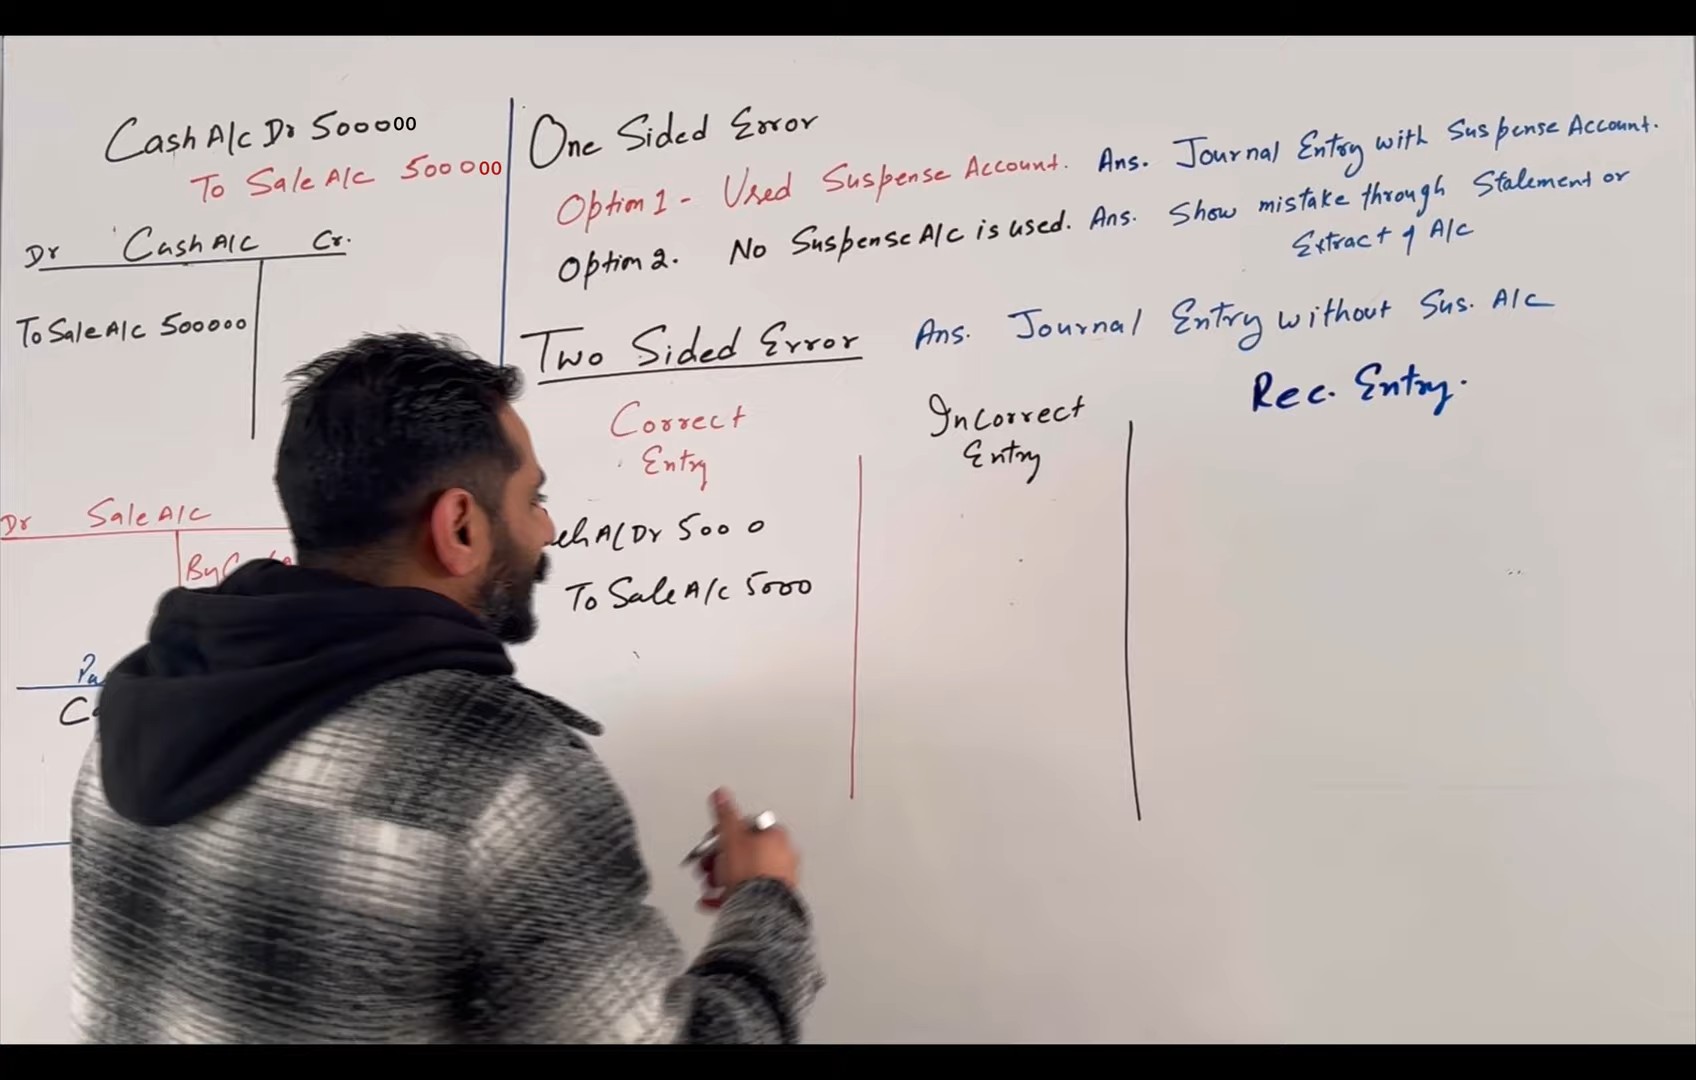 Cash A/c Dr 500000
To Sale A/c 500000
Dr Cash A/c Cr.
To Sale A/c 500000
Dr Sale A/c
One Sided Error
Option 1 - Used Suspense Account. Ans. Journal Entry with Suspense Account.
Option 2. No Suspense A/c is used. Ans. Show mistake through Statement or
Extract of A/c
Two Sided Error Ans. Journal Entry without Sus. A/c
Correct
Entry
A/c Dr 5000
To Sale A/c 5000
Incorrect
Entry
Rec. Entry.